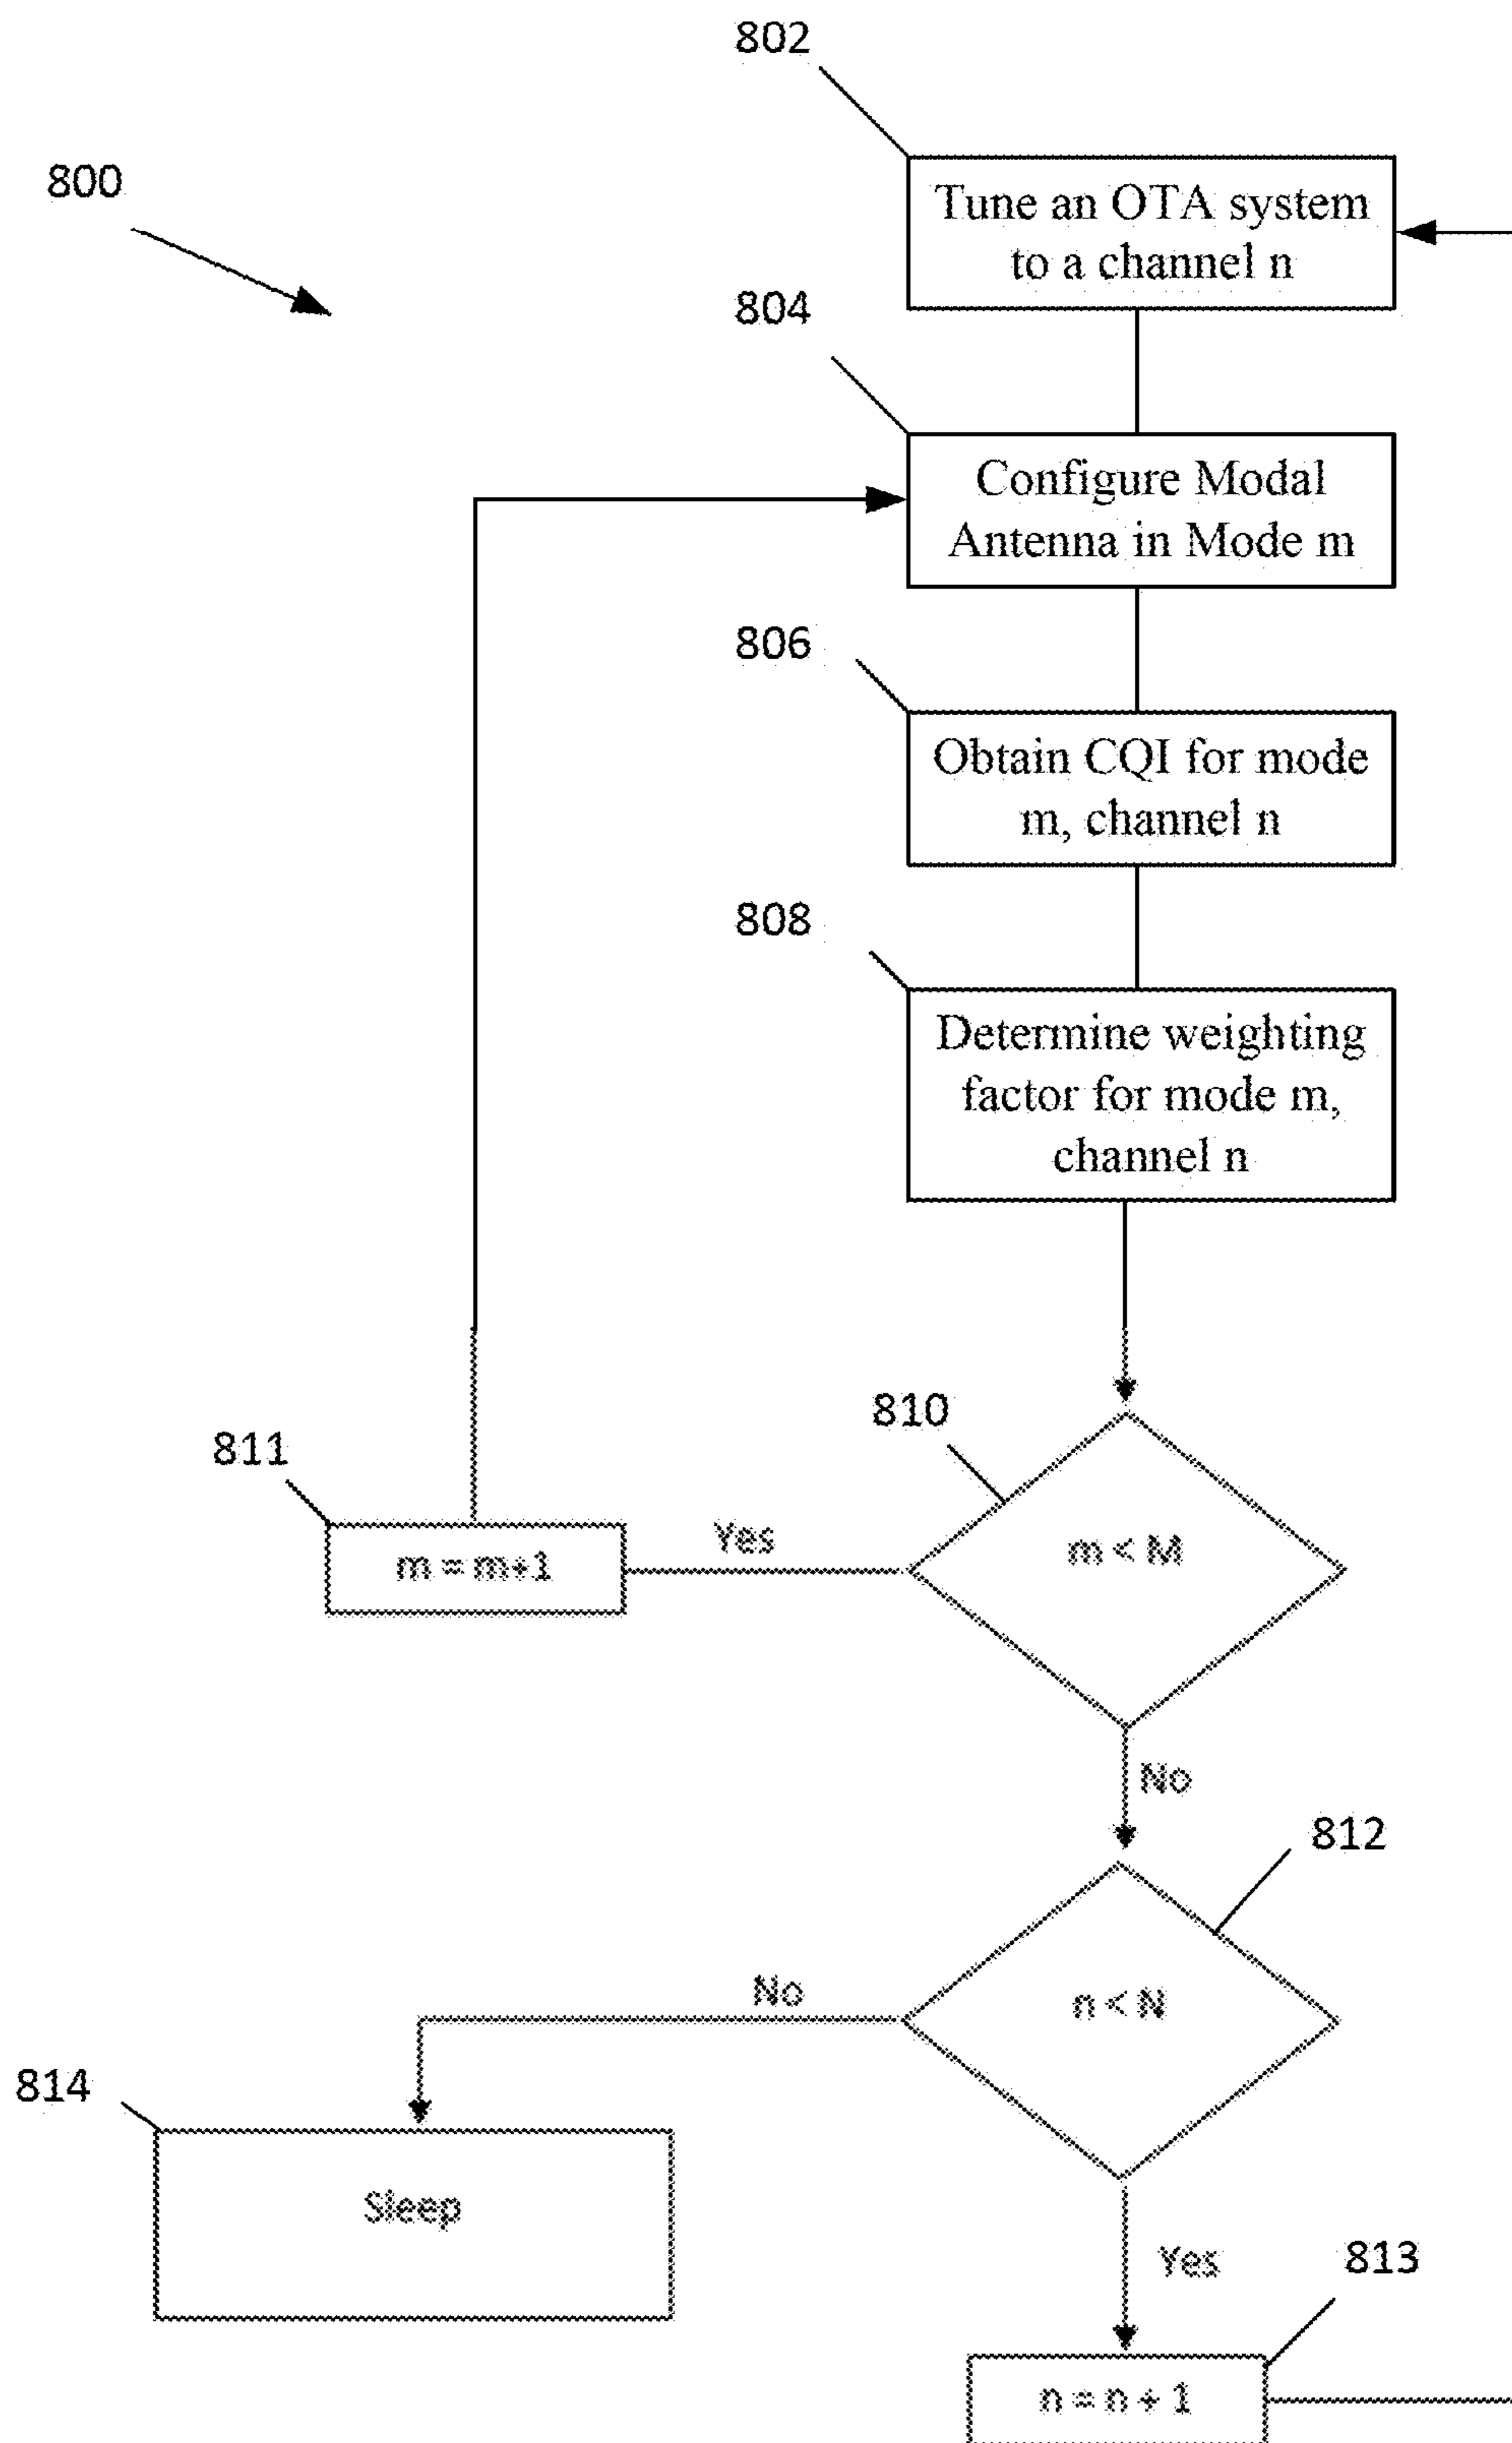 802
800
Tune an OTA system
to a channel n
804
Configure Modal
Antenna in Mode m
806
Obtain CQI for mode
m, channel n
808
Determine weighting
factor for mode m,
channel n
810
811
m = m+1
Yes
m < M
No
812
No
n < N
814
Sleep
Yes
813
n = n + 1